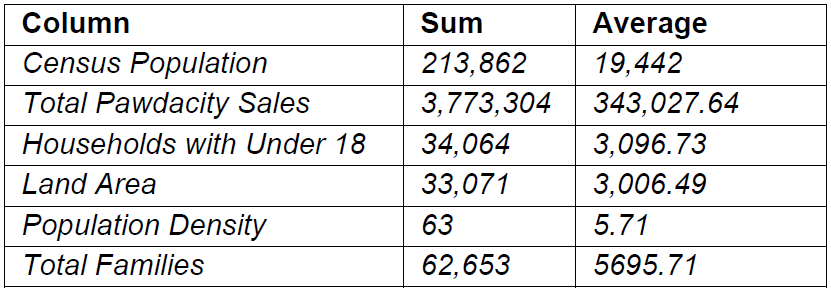 Column Sum Average
Census Population 213,862 19,442
Total Pawdacity Sales 3,773,304 343,027.64
Households with Under 18 34,064 3,096.73
Land Area 33,071 3,006.49
Population Density 63 5.71
Total Families 62,653 5695.71